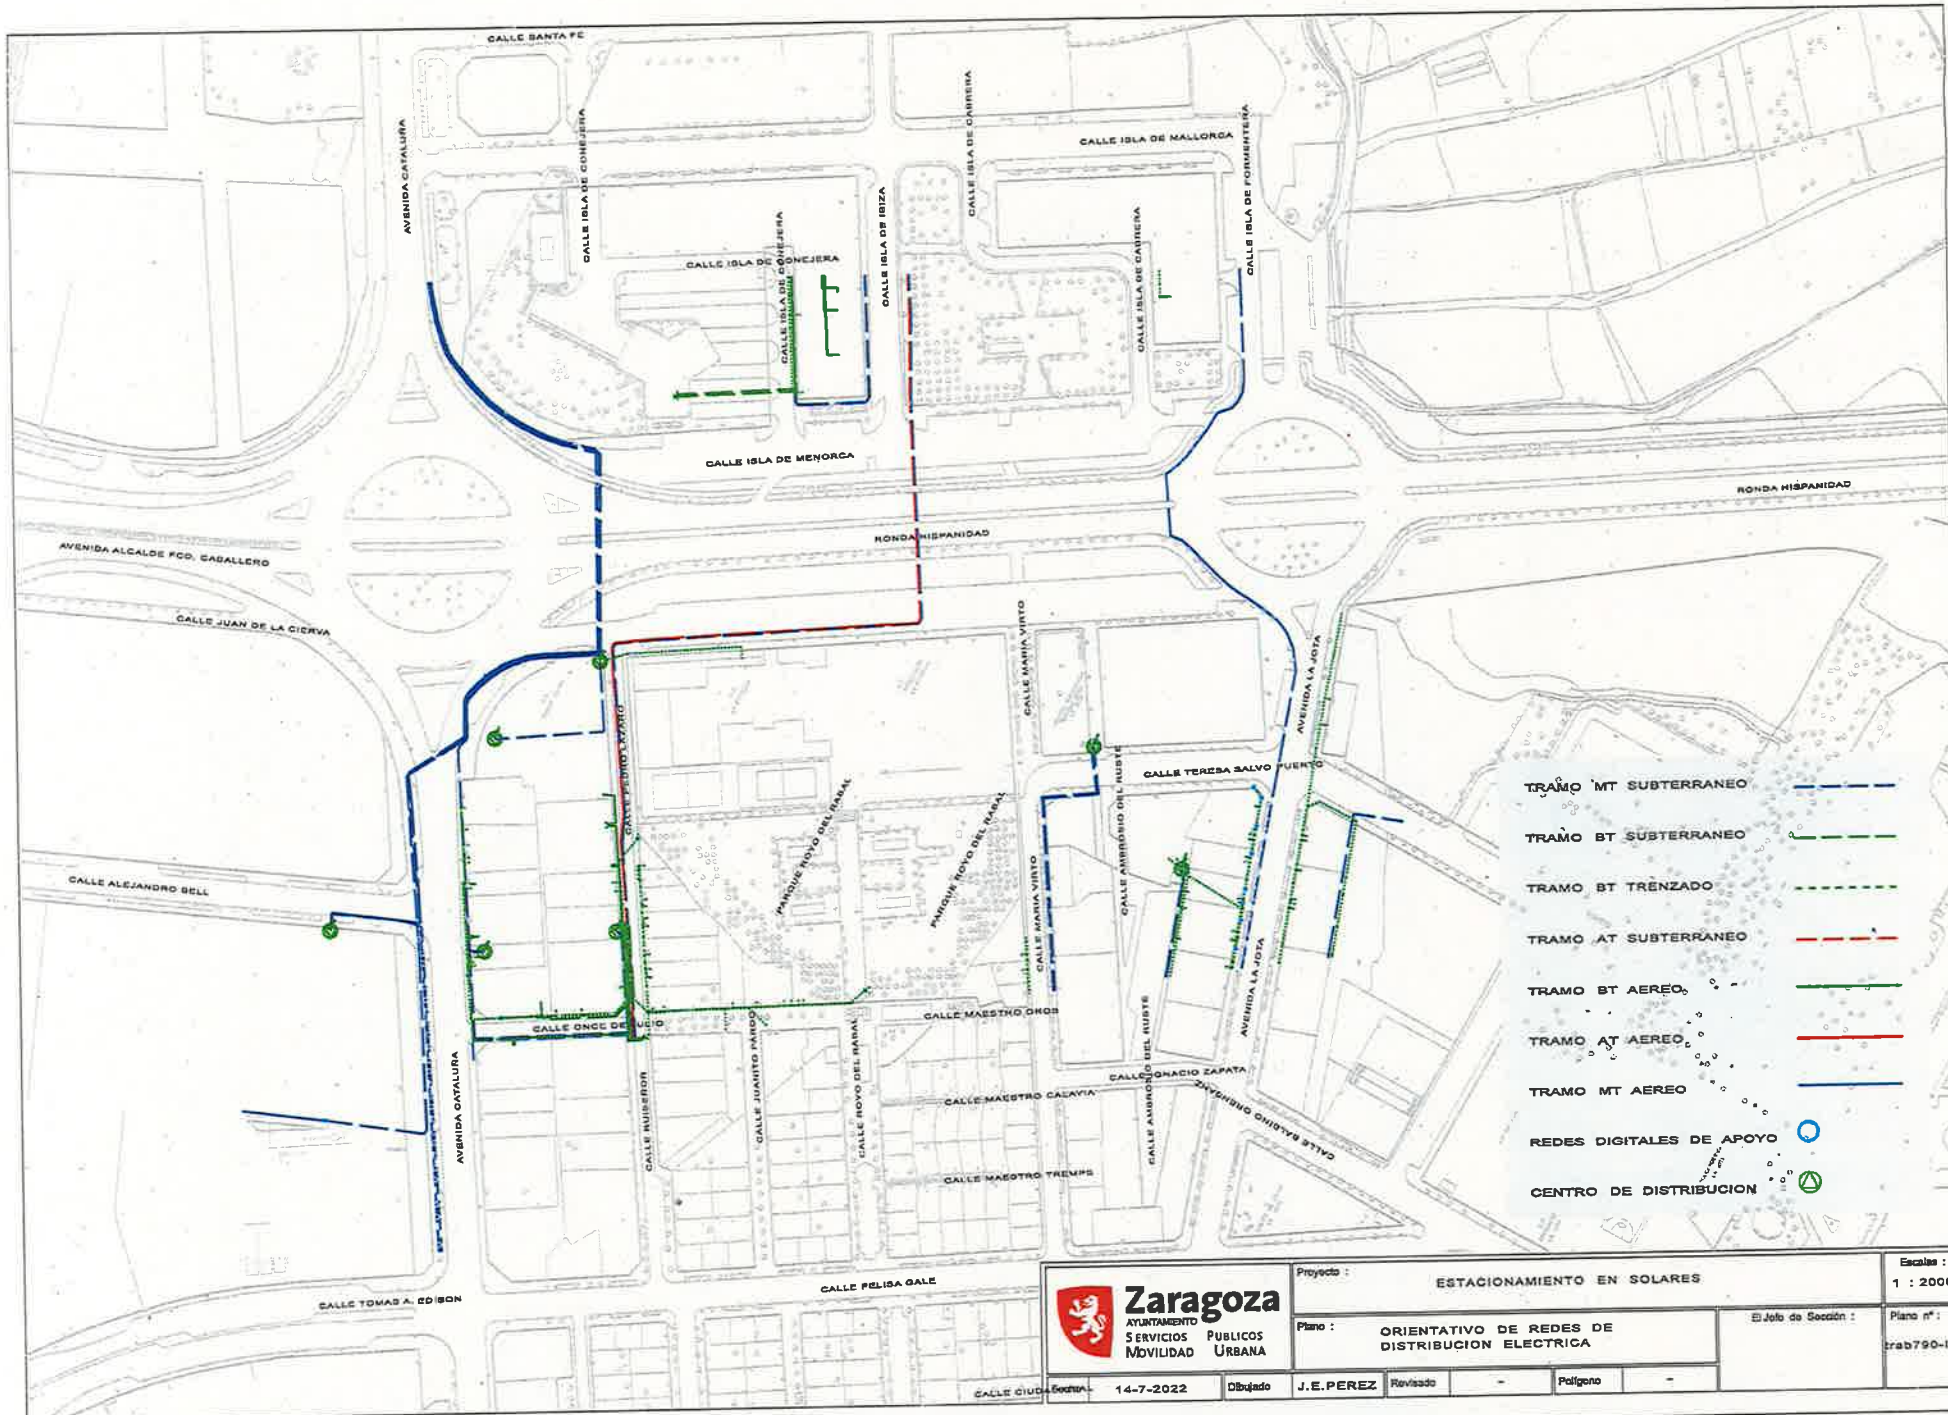 CALLE SANTA FE
AVENIDA CATALUÑA
CALLE ISLA DE CONEJERA
CALLE ISLA DE CABRERA
CALLE ISLA DE MALLORCA
CALLE ISLA DE FORMENTERA
CALLE ISLA DE IBIZA
CALLE ISLA DE CONEJERA
CALLE ISLA DE CONEJERA
CALLE ISLA DE CABRERA
CALLE ISLA DE MENORCA
RONDA HISPANIDAD
RONDA HISPANIDAD
AVENIDA ALCALDE FCO. CABALLERO
CALLE JUAN DE LA CIERVA
CALLE MARIA VIRTO
AVENIDA LA JOTA
CALLE PEDRO LAZARO
CALLE TERESA SALVO PUERTO
CALLE AMBROSIO DEL RUSTE
PARQUE ROYO DEL RABAL
PARQUE ROYO DEL RABAL
CALLE ALEJANDRO BELL
CALLE MARIA VIRTO
AVENIDA LA JOTA
CALLE ONCE DE JULIO
CALLE MAESTRO OROS
AVENIDA CATALUÑA
CALLE RUISEÑOR
CALLE JUANITO PARDO
CALLE ROYO DEL RABAL
CALLE AMBROSIO DEL RUSTE
CALLE IGNACIO ZAPATA
CALLE MAESTRO CALAVIA
CALLE BALBINO ORENSANZ
CALLE MAESTRO TREMPS
CALLE FELISA GALE
CALLE TOMAS A. EDISON
TRAMO MT SUBTERRANEO
TRAMO BT SUBTERRANEO
TRAMO BT TRENZADO
TRAMO AT SUBTERRANEO
TRAMO BT AEREO
TRAMO AT AEREO
TRAMO MT AEREO
REDES DIGITALES DE APOYO
CENTRO DE DISTRIBUCION
Zaragoza
AYUNTAMIENTO
SERVICIOS PUBLICOS
MOVILIDAD URBANA
Proyecto :
ESTACIONAMIENTO EN SOLARES
Escalas :
1 : 2000
Plano :
ORIENTATIVO DE REDES DE
DISTRIBUCION ELECTRICA
El Jefe de Sección :
Plano nº :
trab790-
14-7-2022
Dibujado
J.E.PEREZ
Revisado
-
Polígono
-